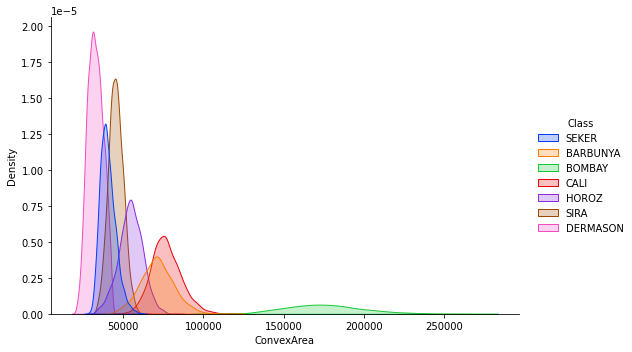 1e−5
2.00
1.75
1.50
1.25
1.00
0.75
0.50
0.25
0.00
Density
50000 100000 150000 200000 250000
ConvexArea
Class
SEKER
BARBUNYA
BOMBAY
CALI
HOROZ
SIRA
DERMASON